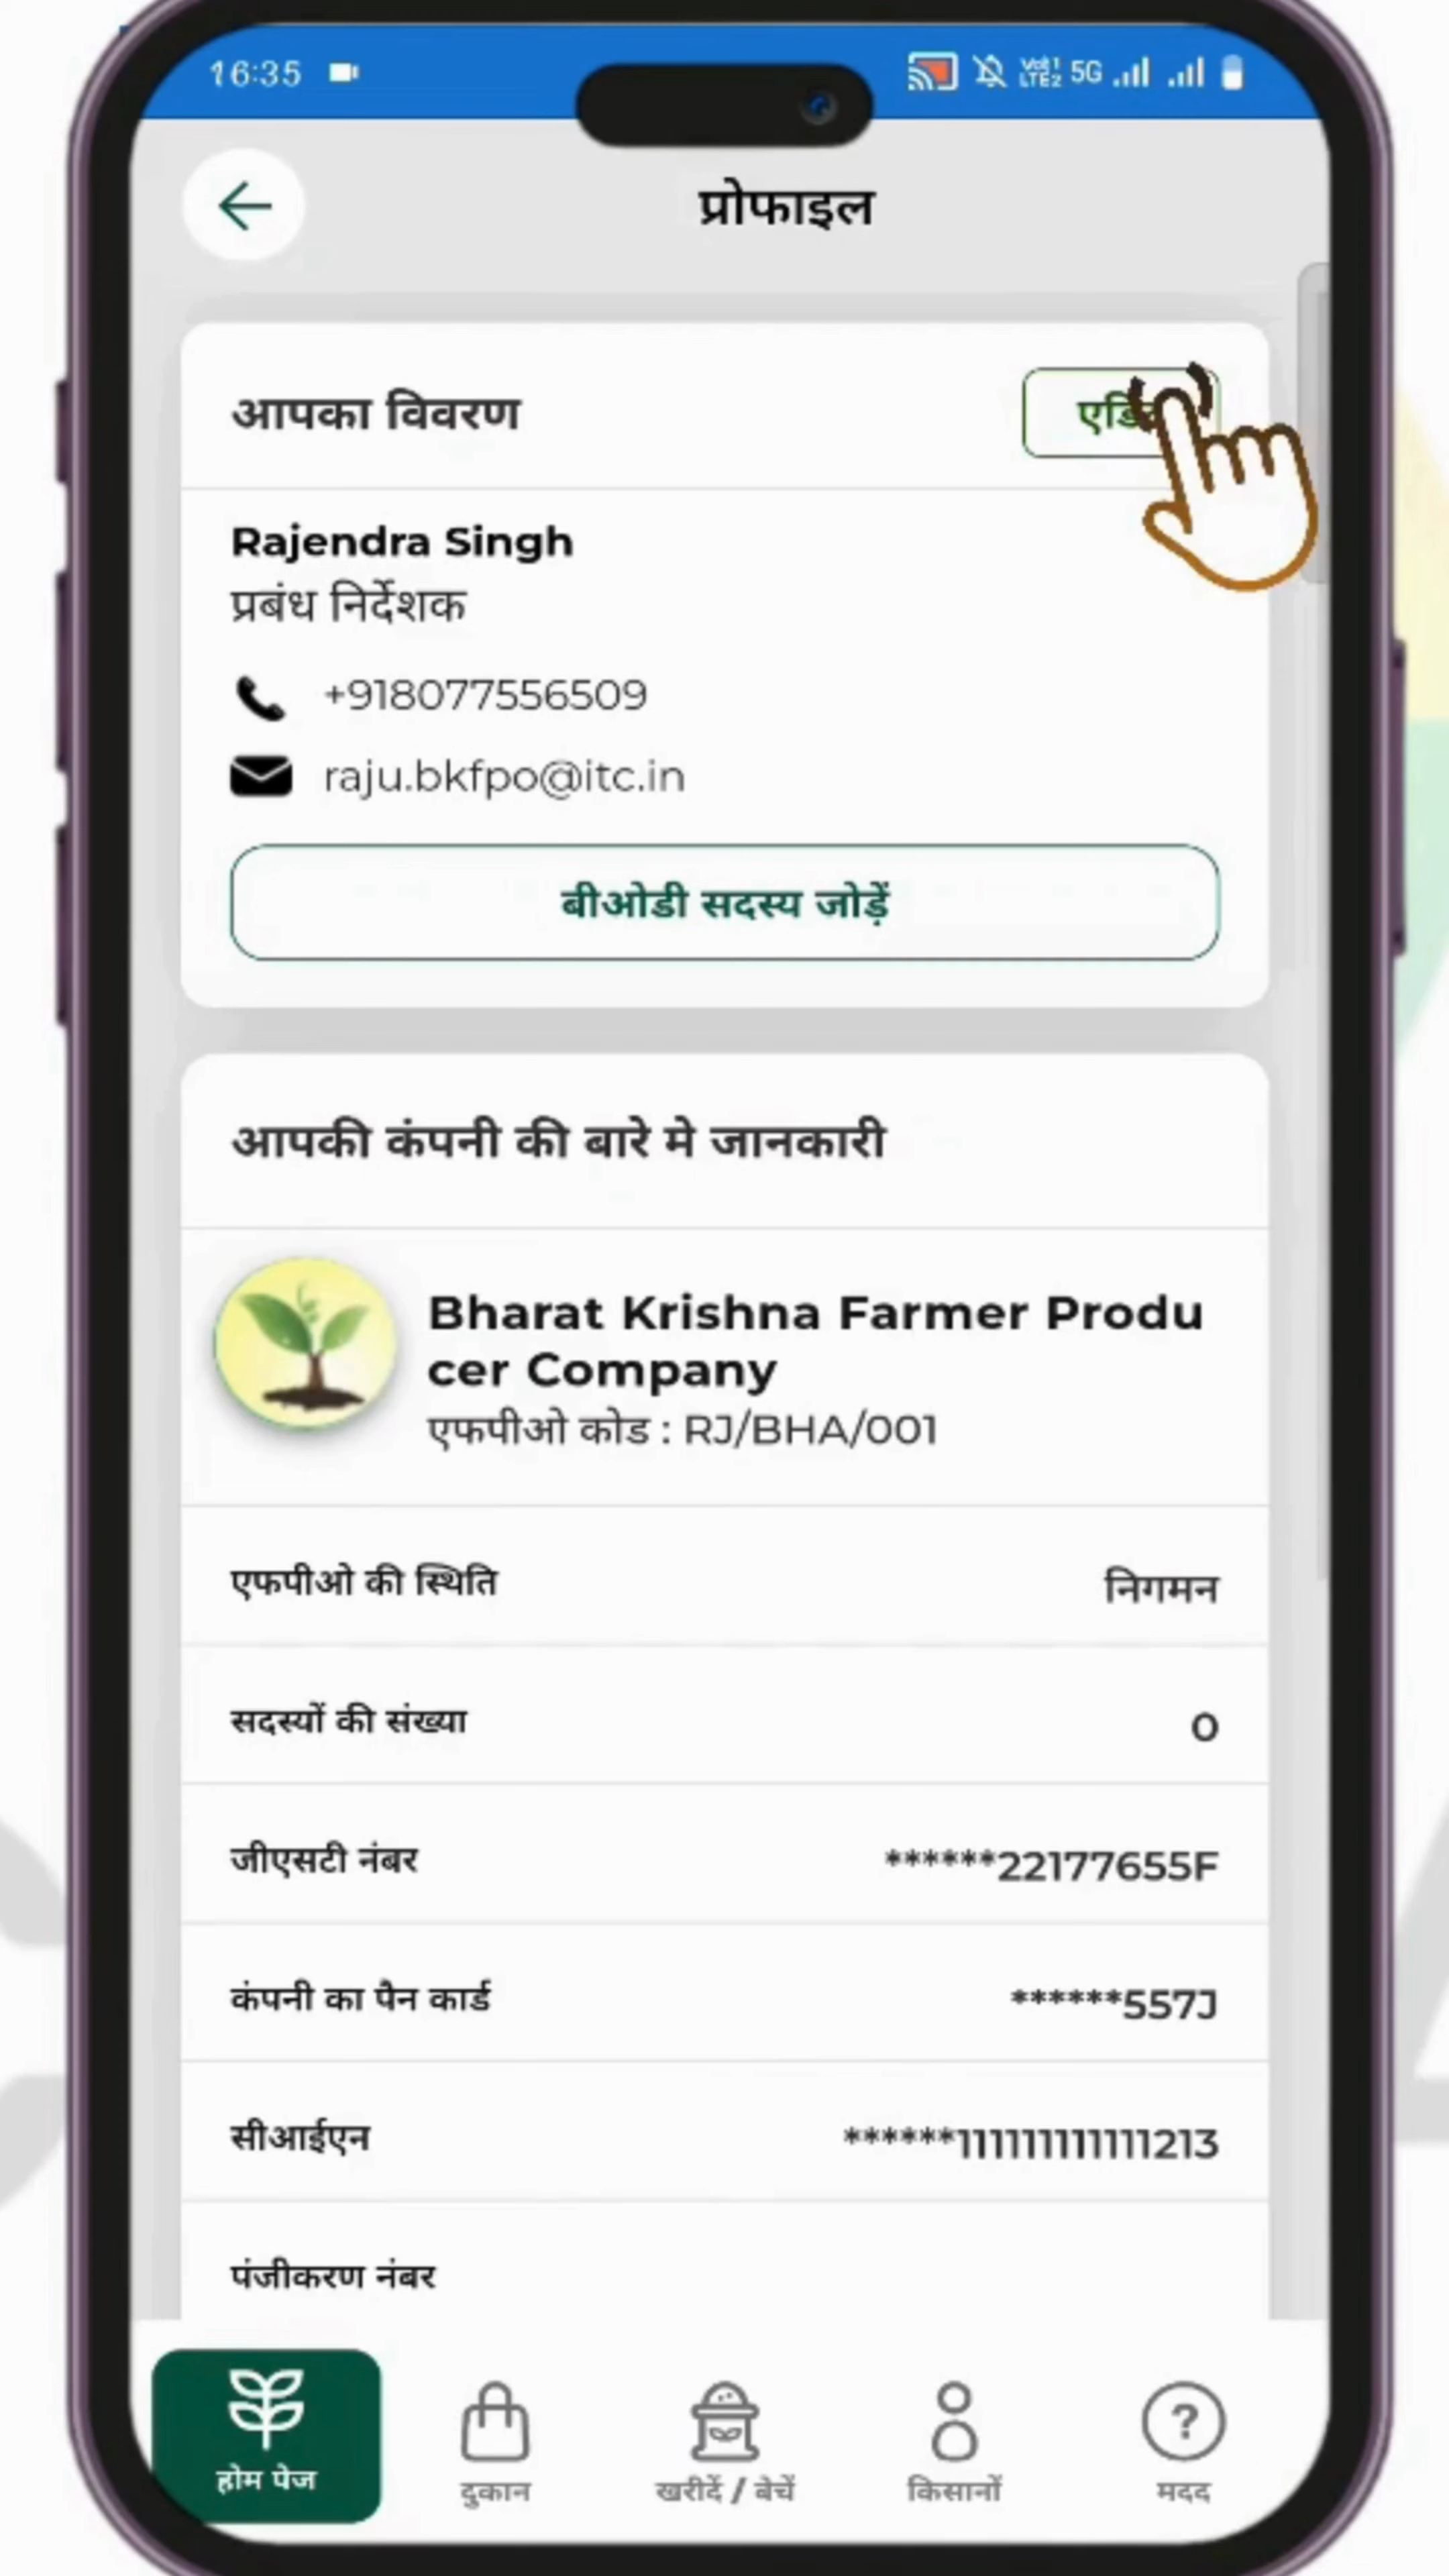 16:35
5G
प्रोफाइल
आपका विवरण
Rajendra Singh
प्रबंध निर्देशक
+918077556509
raju.bkfpo@itc.in
बीओडी सदस्य जोड़ें
आपकी कंपनी की बारे मे जानकारी
Bharat Krishna Farmer Produ
cer Company
एफपीओ कोड : RJ/BHA/001
एफपीओ की स्थिति
निगमन
सदस्यों की संख्या
0
जीएसटी नंबर
******22177655F
कंपनी का पैन कार्ड
******557J
सीआईएन
******111111111111213
पंजीकरण नंबर
होम पेज
दुकान
खरीदें / बेचें
किसानों
मदद